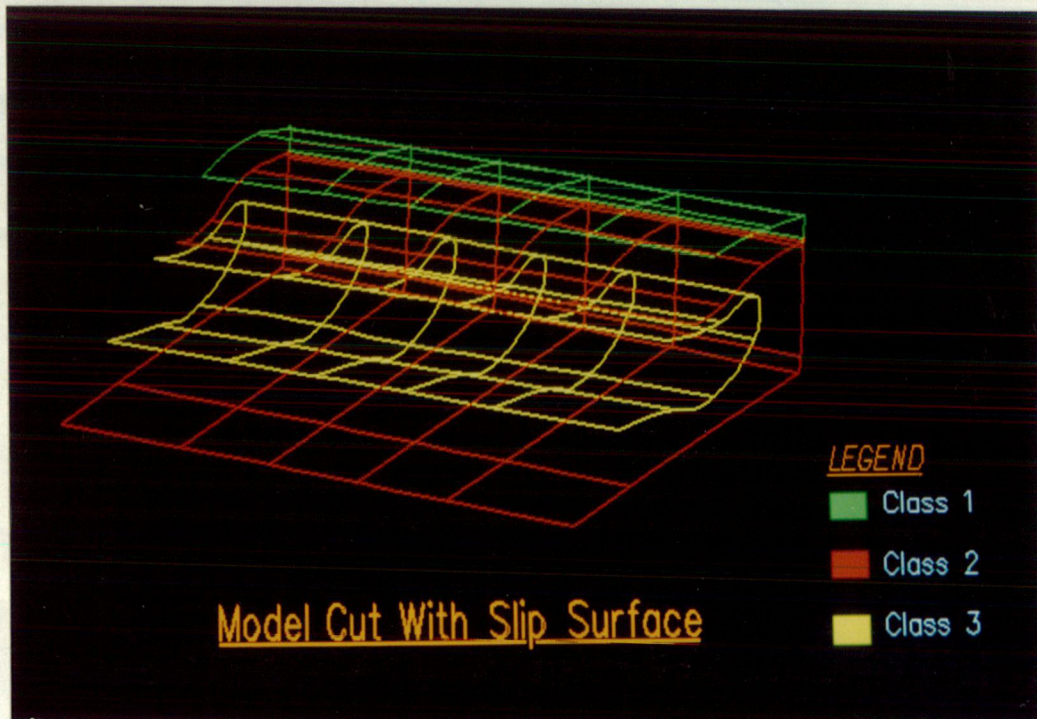 LEGEND
Class 1
Class 2
Class 3
Model Cut With Slip Surface